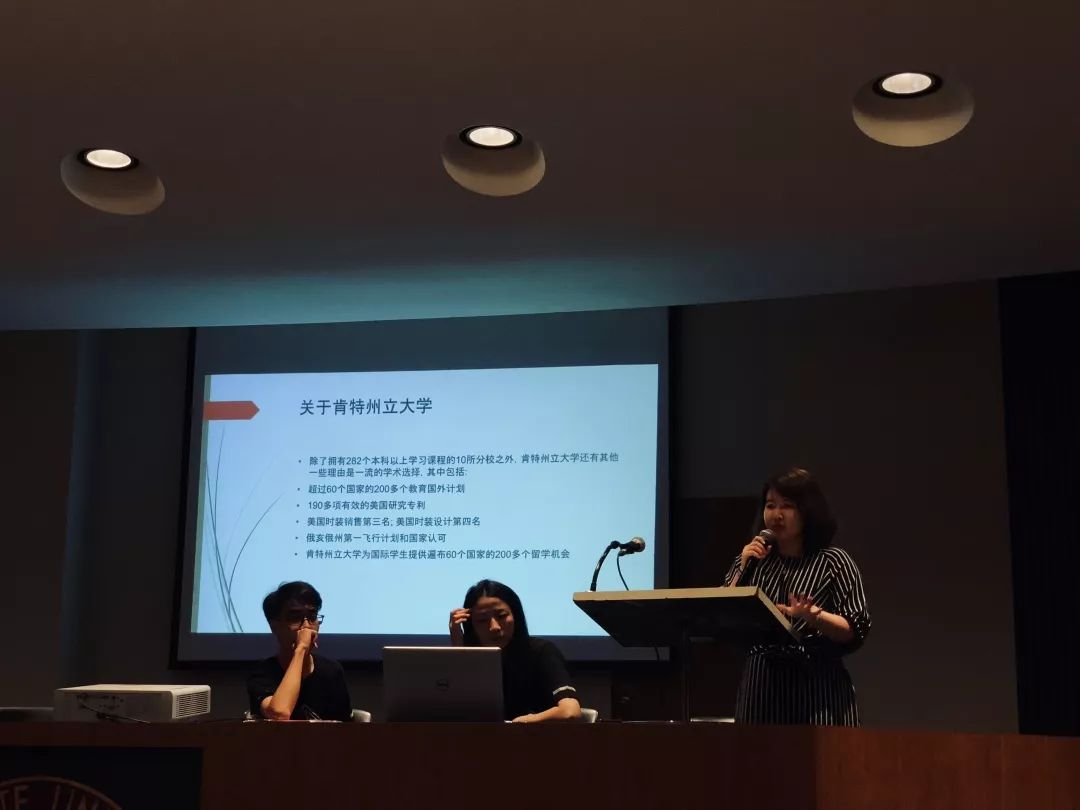 关于肯特州立大学
• 除了拥有282个本科以上学习课程的10所分校之外, 肯特州立大学还有其他
一些理由是一流的学术选择, 其中包括:
• 超过60个国家的200多个教育国外计划
• 190多项有效的美国研究专利
• 美国时装销售第三名; 美国时装设计第四名
• 俄亥俄州第一飞行计划和国家认可
• 肯特州立大学为国际学生提供遍布60个国家的200多个留学机会
DELL